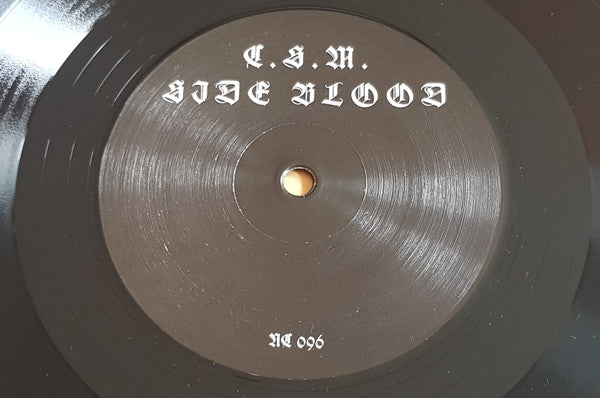 C.S.M.
SIDE BLOOD
NC 096